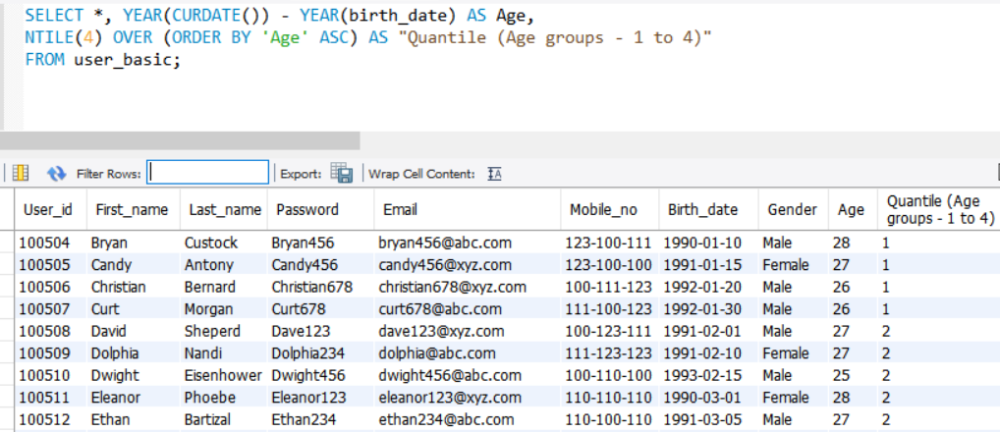 SELECT *, YEAR(CURDATE()) - YEAR(birth_date) AS Age,
NTILE(4) OVER (ORDER BY 'Age' ASC) AS "Quantile (Age groups - 1 to 4)"
FROM user_basic;
Filter Rows: Export: Wrap Cell Content: IA
User_id First_name Last_name Password Email Mobile_no Birth_date Gender Age Quantile (Age
groups - 1 to 4)
100504 Bryan Custock Bryan456 bryan456@abc.com 123-100-111 1990-01-10 Male 28 1
100505 Candy Antony Candy456 candy456@xyz.com 123-100-100 1991-01-15 Female 27 1
100506 Christian Bernard Christian678 christian678@xyz.com 100-111-123 1992-01-20 Male 26 1
100507 Curt Morgan Curt678 curt678@abc.com 111-100-123 1992-01-30 Male 26 1
100508 David Sheperd Dave123 dave123@xyz.com 100-123-111 1991-02-01 Male 27 2
100509 Dolphia Nandi Dolphia234 dolphia@abc.com 111-123-123 1991-02-10 Female 27 2
100510 Dwight Eisenhower Dwight456 dwight456@abc.com 100-110-100 1993-02-15 Male 25 2
100511 Eleanor Phoebe Eleanor123 eleanor123@xyz.com 110-110-110 1990-03-01 Female 28 2
100512 Ethan Bartizal Ethan234 ethan234@abc.com 110-100-110 1991-03-05 Male 27 2